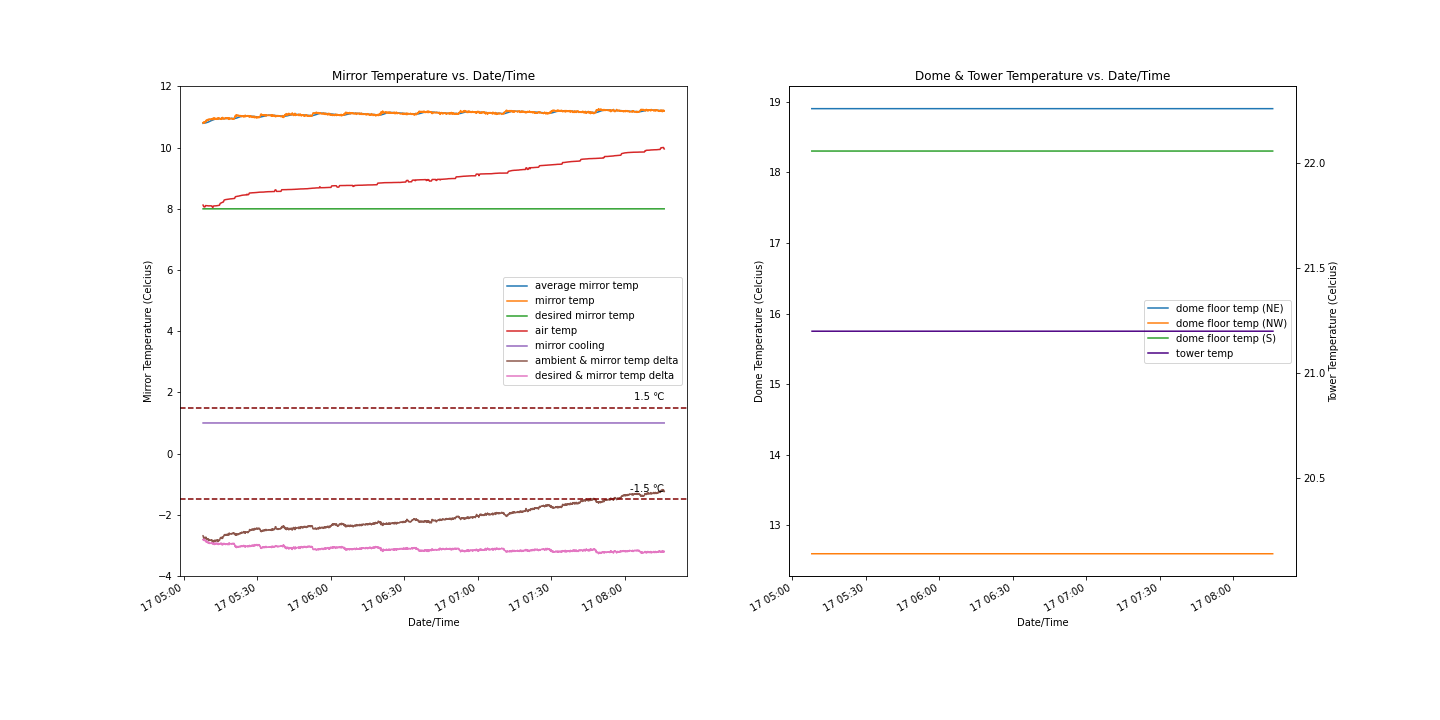 Mirror Temperature vs. Date/Time
12
10
8
6
4
2
0
−2
−4
Mirror Temperature (Celcius)
average mirror temp
mirror temp
desired mirror temp
air temp
mirror cooling
ambient & mirror temp delta
desired & mirror temp delta
1.5 °C
-1.5 °C
17 05:00
17 05:30
17 06:00
17 06:30
17 07:00
17 07:30
17 08:00
Date/Time
Dome & Tower Temperature vs. Date/Time
19
18
17
16
15
14
13
Dome Temperature (Celcius)
dome floor temp (NE)
dome floor temp (NW)
dome floor temp (S)
tower temp
22.0
21.5
21.0
20.5
Tower Temperature (Celcius)
17 05:00
17 05:30
17 06:00
17 06:30
17 07:00
17 07:30
17 08:00
Date/Time